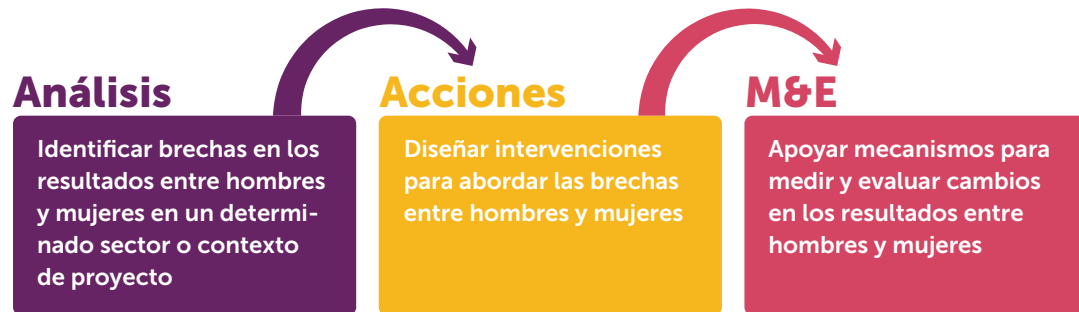 Análisis
Identificar brechas en los
resultados entre hombres
y mujeres en un determi-
nado sector o contexto
de proyecto
Acciones
Diseñar intervenciones
para abordar las brechas
entre hombres y mujeres
M&E
Apoyar mecanismos para
medir y evaluar cambios
en los resultados entre
hombres y mujeres